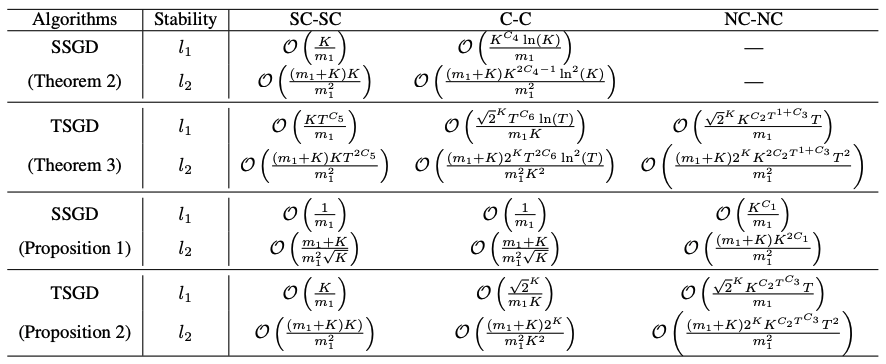 Algorithms Stability SC-SC C-C NC-NC
SSGD l_1 \mathcal{O}\left(\frac{K}{m_1}\right) \mathcal{O}\left(\frac{K^{C_4}\ln(K)}{m_1}\right) —
(Theorem 2) l_2 \mathcal{O}\left(\frac{(m_1+K)K}{m_1^2}\right) \mathcal{O}\left(\frac{(m_1+K)K^{2C_4-1}\ln^2(K)}{m_1^2}\right) —
TSGD l_1 \mathcal{O}\left(\frac{KT^{C_5}}{m_1}\right) \mathcal{O}\left(\frac{\sqrt{2}^K T^{C_6}\ln(T)}{m_1 K}\right) \mathcal{O}\left(\frac{\sqrt{2}^K K^{C_2 T^{1+C_3}} T}{m_1}\right)
(Theorem 3) l_2 \mathcal{O}\left(\frac{(m_1+K)KT^{2C_5}}{m_1^2}\right) \mathcal{O}\left(\frac{(m_1+K)2^K T^{2C_6}\ln^2(T)}{m_1^2 K^2}\right) \mathcal{O}\left(\frac{(m_1+K)2^K K^{2C_2 T^{1+C_3}} T^2}{m_1^2}\right)
SSGD l_1 \mathcal{O}\left(\frac{1}{m_1}\right) \mathcal{O}\left(\frac{1}{m_1}\right) \mathcal{O}\left(\frac{K^{C_1}}{m_1}\right)
(Proposition 1) l_2 \mathcal{O}\left(\frac{m_1+K}{m_1^2\sqrt{K}}\right) \mathcal{O}\left(\frac{m_1+K}{m_1^2\sqrt{K}}\right) \mathcal{O}\left(\frac{(m_1+K)K^{2C_1}}{m_1^2}\right)
TSGD l_1 \mathcal{O}\left(\frac{K}{m_1}\right) \mathcal{O}\left(\frac{\sqrt{2}^K}{m_1 K}\right) \mathcal{O}\left(\frac{\sqrt{2}^K K^{C_2 T^{C_3}} T}{m_1}\right)
(Proposition 2) l_2 \mathcal{O}\left(\frac{(m_1+K)K)}{m_1^2}\right) \mathcal{O}\left(\frac{(m_1+K)2^K}{m_1^2 K^2}\right) \mathcal{O}\left(\frac{(m_1+K)2^K K^{C_2 T^{C_3}} T^2}{m_1^2}\right)